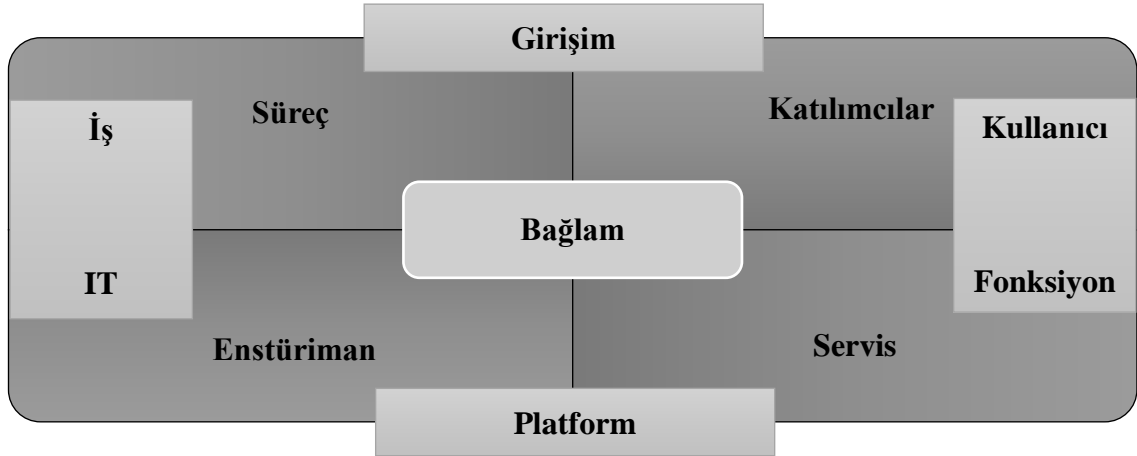 Girişim
Süreç
Katılımcılar
İş
Kullanıcı
Bağlam
IT
Fonksiyon
Enstüriman
Servis
Platform